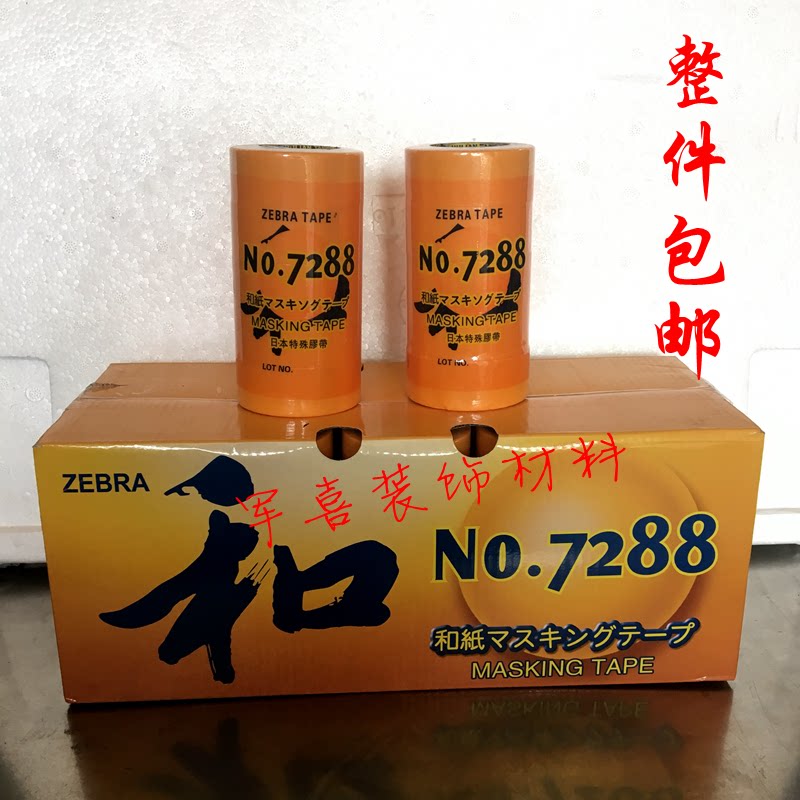 整件包邮
ZEBRA TAPE
No.7288
和紙マスキソグテープ
MASKING TAPE
日本特殊膠帶
LOT NO.
ZEBRA TAPE
No.7288
和紙マスキソグテープ
MASKING TAPE
日本特殊膠帶
LOT NO.
军喜装饰材料
ZEBRA
和
No.7288
和紙マスキングテープ
MASKING TAPE